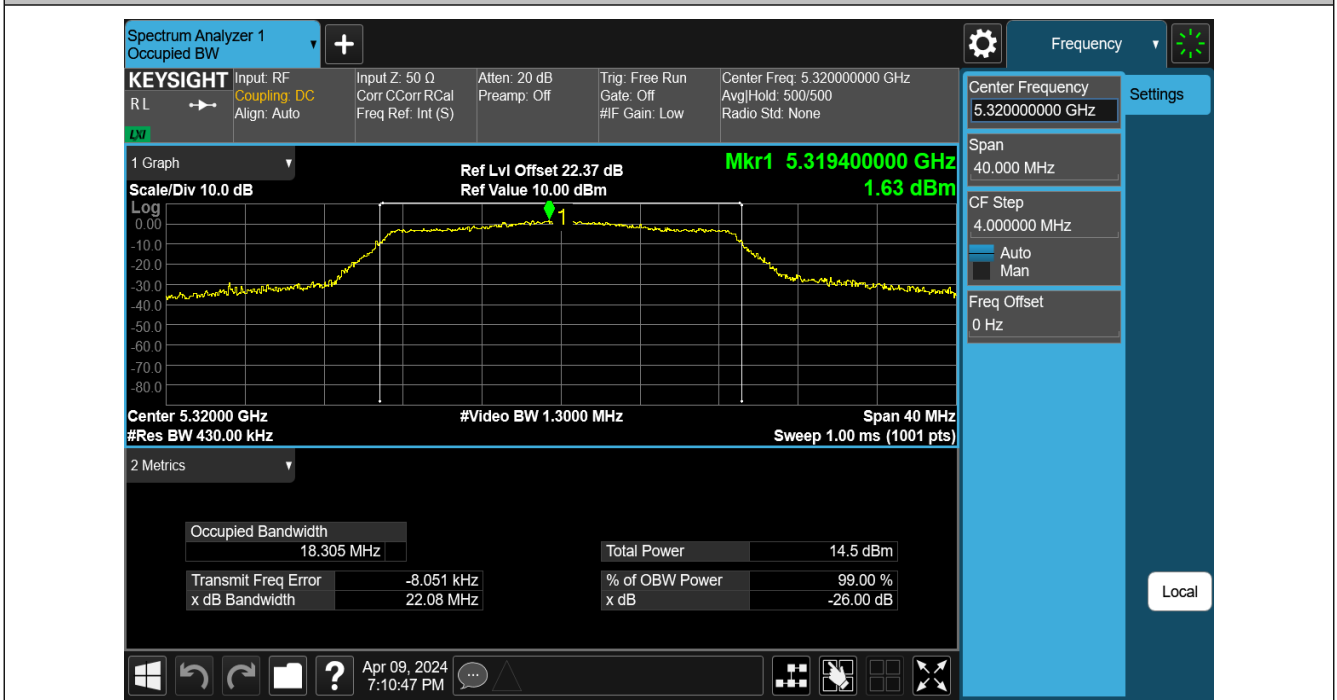 Spectrum Analyzer 1
Occupied BW
Frequency
KEYSIGHT
RL
LXI
Input: RF
Coupling: DC
Align: Auto
Input Z: 50 Ω
Corr CCorr RCal
Freq Ref: Int (S)
Atten: 20 dB
Preamp: Off
Trig: Free Run
Gate: Off
#IF Gain: Low
Center Freq: 5.320000000 GHz
Avg|Hold: 500/500
Radio Std: None
1 Graph
Scale/Div 10.0 dB
Ref Lvl Offset 22.37 dB
Ref Value 10.00 dBm
Mkr1 5.319400000 GHz
1.63 dBm
Log
0.00
-10.0
-20.0
-30.0
-40.0
-50.0
-60.0
-70.0
-80.0
1
Center 5.32000 GHz
#Video BW 1.3000 MHz
Span 40 MHz
#Res BW 430.00 kHz
Sweep 1.00 ms (1001 pts)
2 Metrics
Occupied Bandwidth
18.305 MHz
Total Power 14.5 dBm
Transmit Freq Error -8.051 kHz
% of OBW Power 99.00 %
x dB Bandwidth 22.08 MHz
x dB -26.00 dB
Center Frequency
5.320000000 GHz
Settings
Span
40.000 MHz
CF Step
4.000000 MHz
Auto
Man
Freq Offset
0 Hz
Local
?
Apr 09, 2024
7:10:47 PM